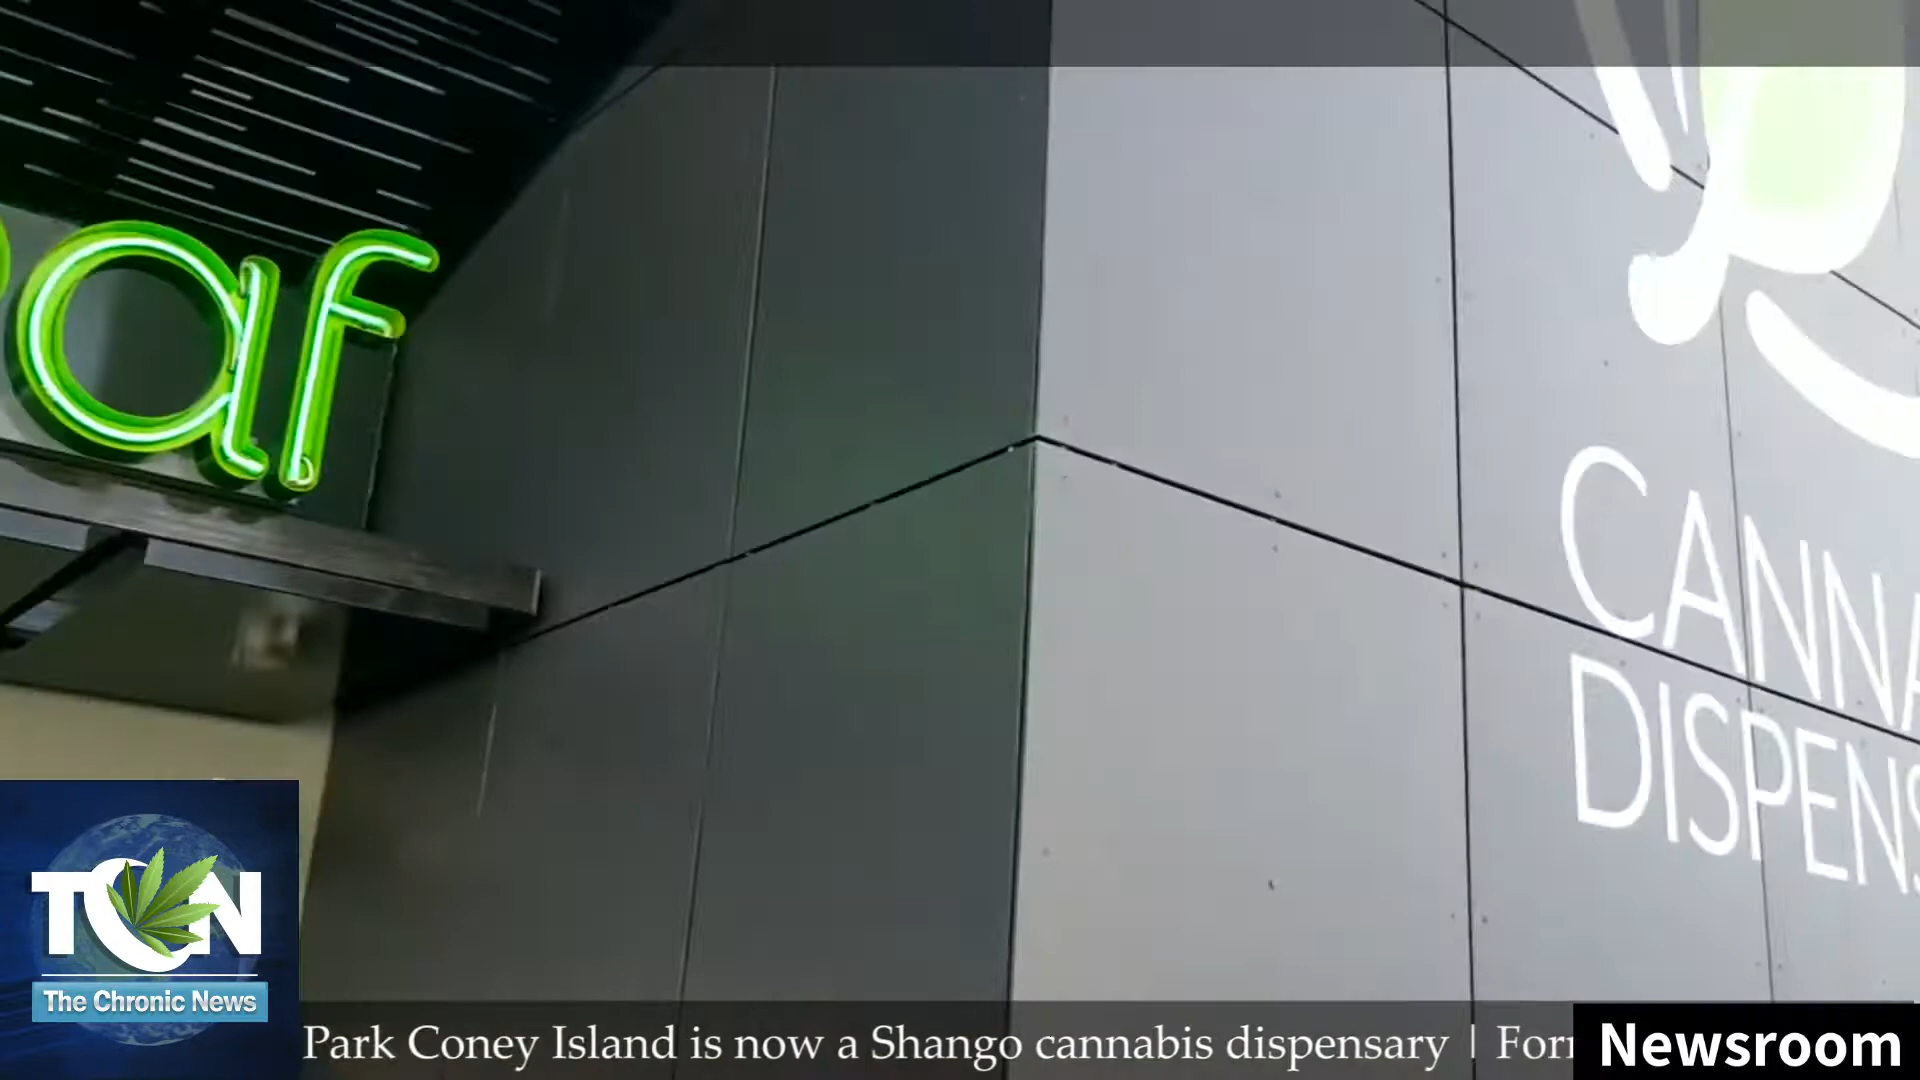 af
CANNA
DISPENS
TCN
The Chronic News
Park Coney Island is now a Shango cannabis dispensary | For
Newsroom